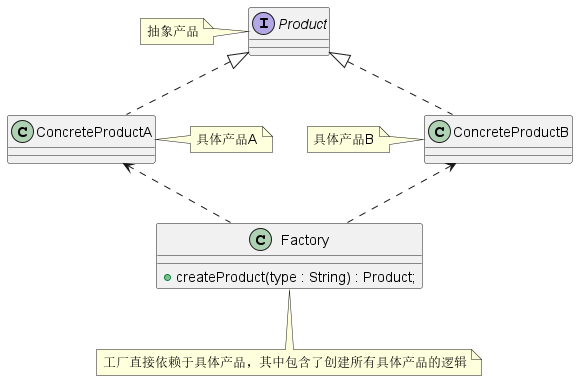 抽象产品
I Product
C ConcreteProductA
具体产品A
具体产品B
C ConcreteProductB
C Factory
createProduct(type : String) : Product;
工厂直接依赖于具体产品，其中包含了创建所有具体产品的逻辑